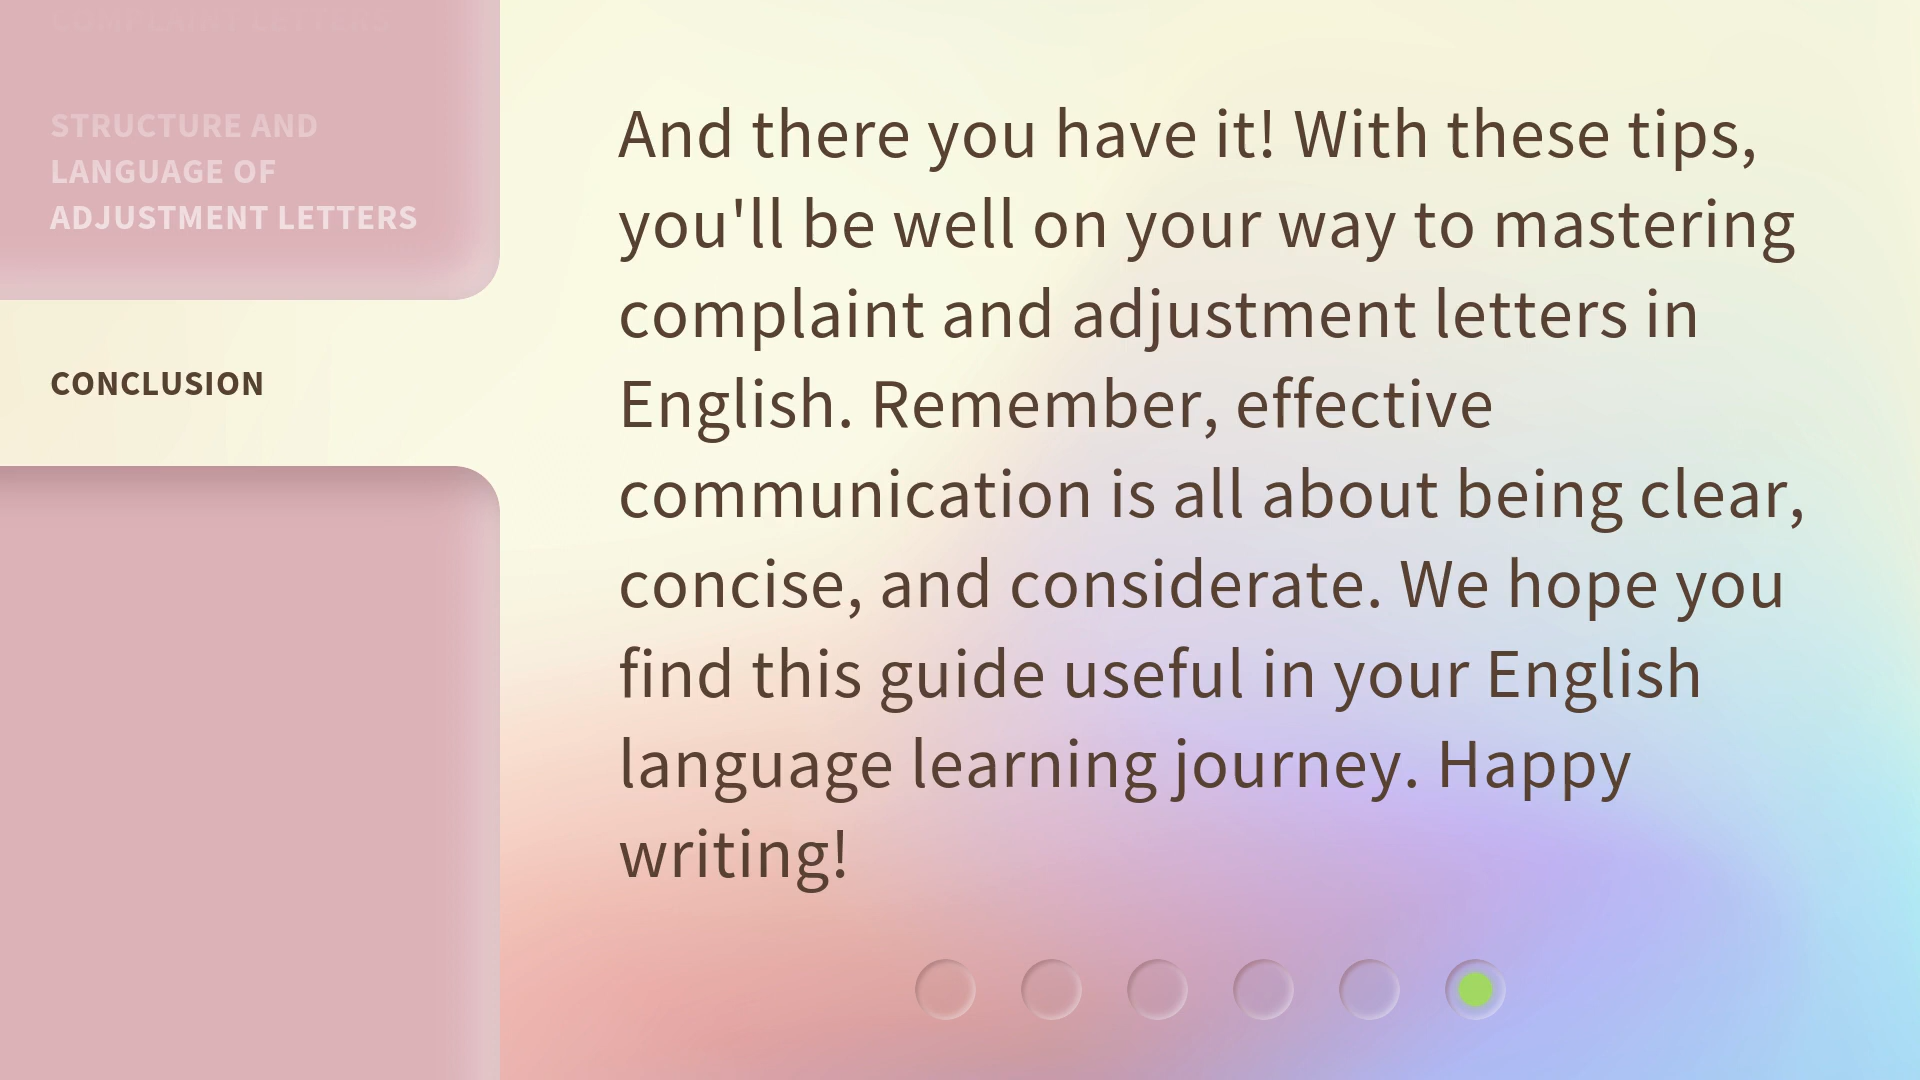 COMPLAINT LETTERS
STRUCTURE AND
LANGUAGE OF
ADJUSTMENT LETTERS
CONCLUSION
And there you have it! With these tips,
you'll be well on your way to mastering
complaint and adjustment letters in
English. Remember, effective
communication is all about being clear,
concise, and considerate. We hope you
find this guide useful in your English
language learning journey. Happy
writing!